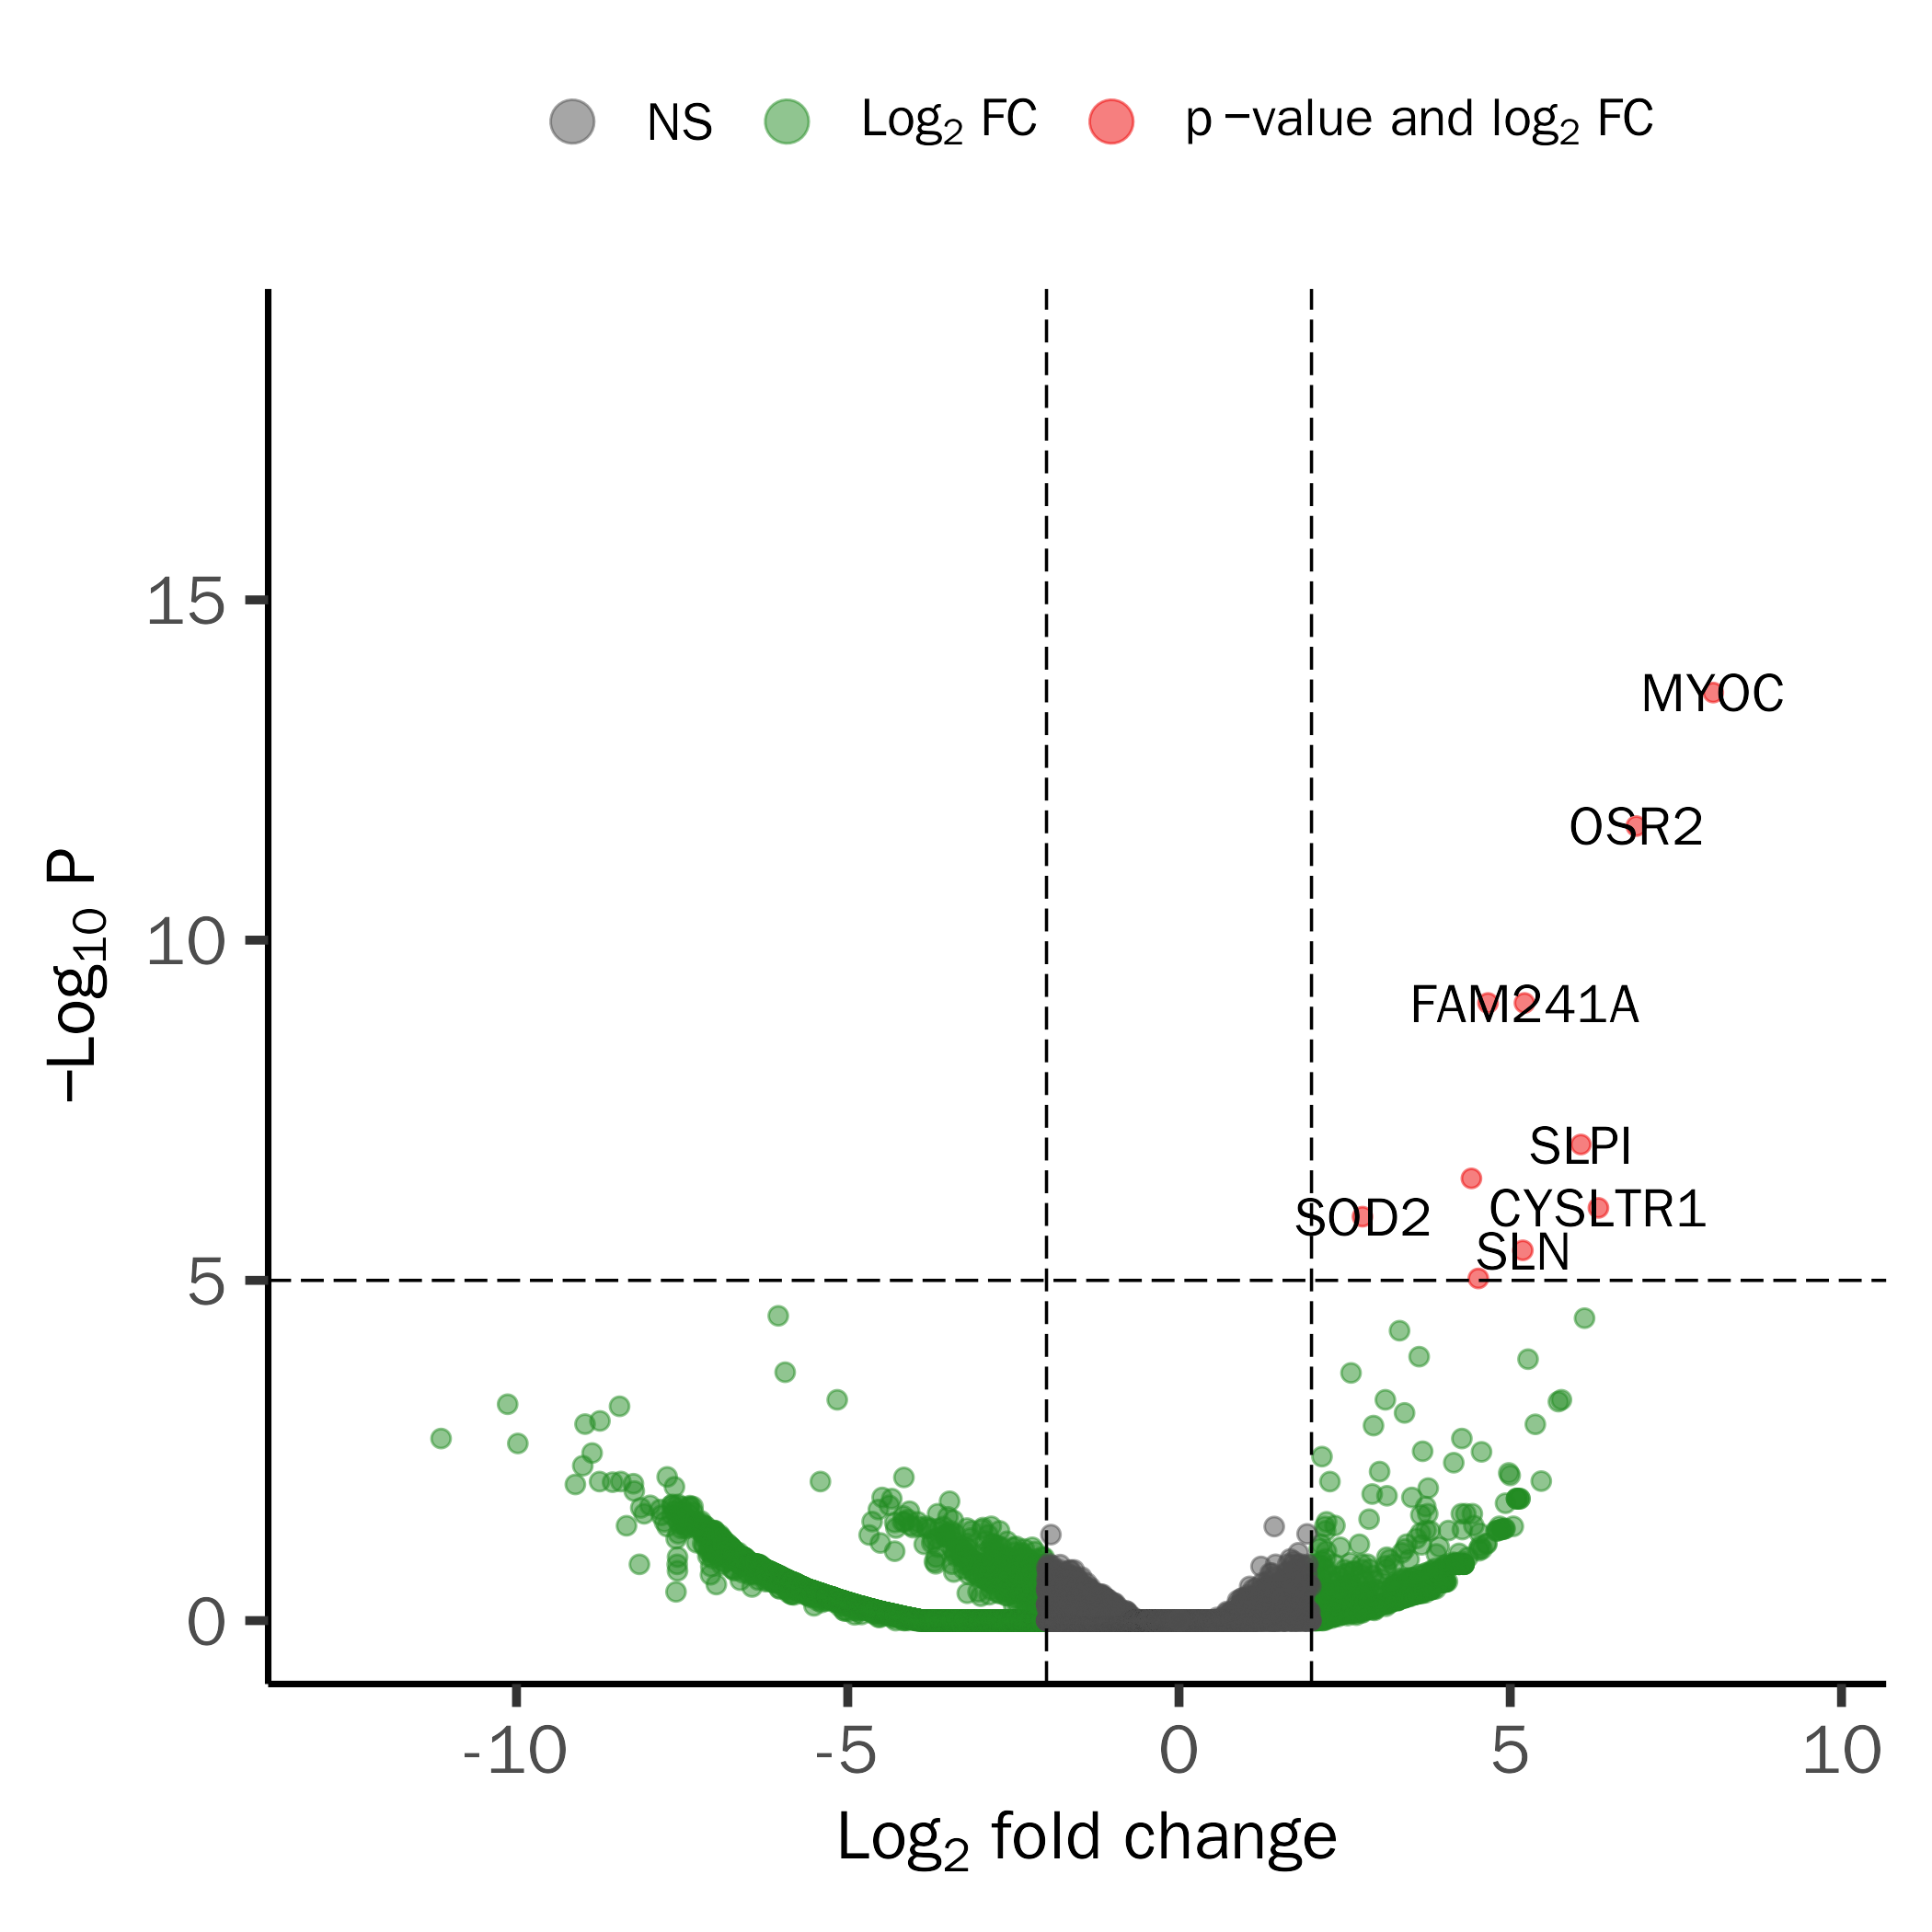 NS Log₂ FC p −value and log₂ FC
−Log₁₀ P
15
10
5
0
MYOC
OSR2
FAM241A
SLPI
CYSLTR1
SOD2
SLN
-10 -5 0 5 10
Log₂ fold change